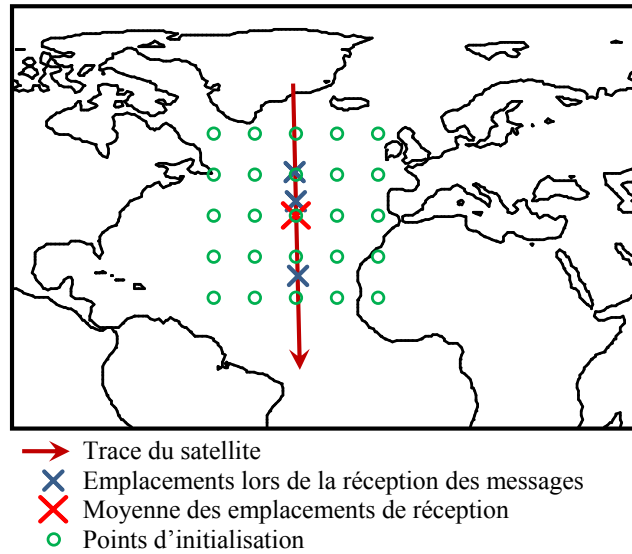 Trace du satellite
Emplacements lors de la réception des messages
Moyenne des emplacements de réception
Points d'initialisation